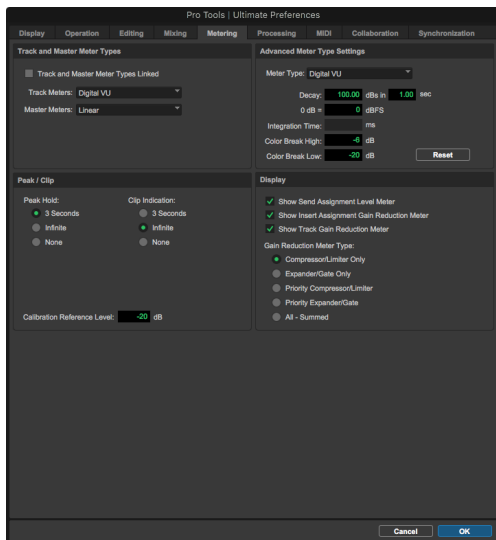 Pro Tools | Ultimate Preferences
Display Operation Editing Mixing Metering Processing MIDI Collaboration Synchronization
Track and Master Meter Types
Track and Master Meter Types Linked
Track Meters: Digital VU
Master Meters: Linear
Advanced Meter Type Settings
Meter Type: Digital VU
Decay: 100.00 dBs in 1.00 sec
0 dB = 0 dBFS
Integration Time: ms
Color Break High: -6 dB
Color Break Low: -20 dB Reset
Peak / Clip
Peak Hold: Clip Indication:
3 Seconds 3 Seconds
Infinite Infinite
None None
Calibration Reference Level: -20 dB
Display
Show Send Assignment Level Meter
Show Insert Assignment Gain Reduction Meter
Show Track Gain Reduction Meter
Gain Reduction Meter Type:
Compressor/Limiter Only
Expander/Gate Only
Priority Compressor/Limiter
Priority Expander/Gate
All - Summed
Cancel OK